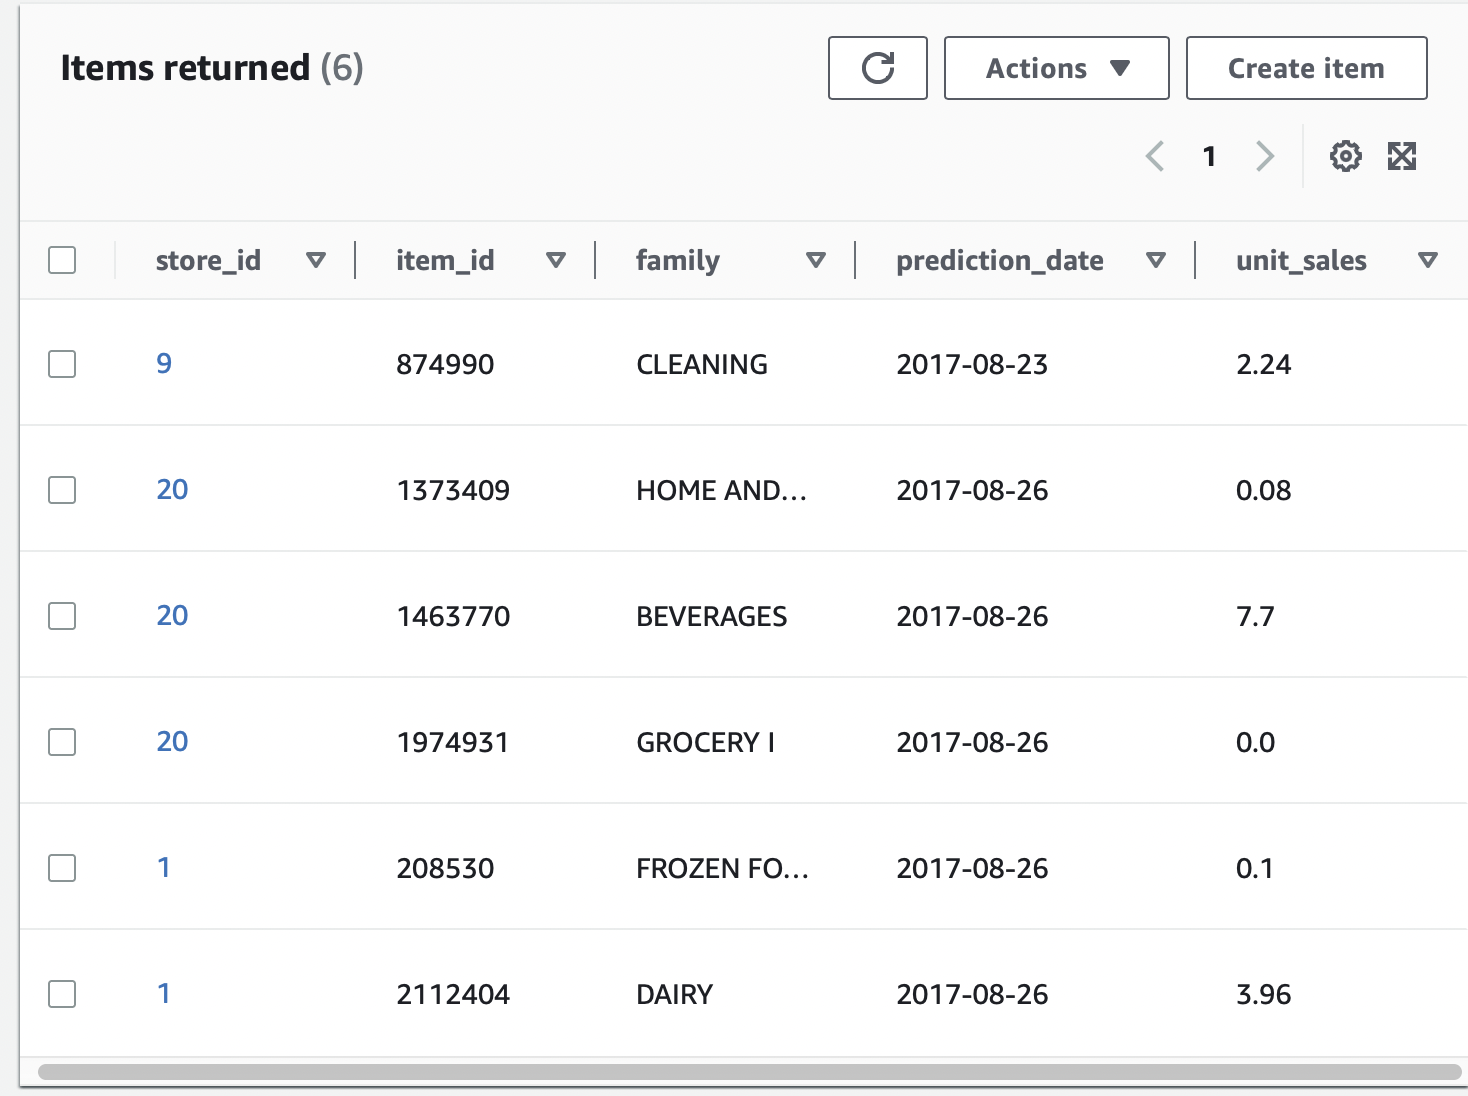 Items returned (6)
Actions
Create item
1
store_id item_id family prediction_date unit_sales
9 874990 CLEANING 2017-08-23 2.24
20 1373409 HOME AND... 2017-08-26 0.08
20 1463770 BEVERAGES 2017-08-26 7.7
20 1974931 GROCERY I 2017-08-26 0.0
1 208530 FROZEN FO... 2017-08-26 0.1
1 2112404 DAIRY 2017-08-26 3.96